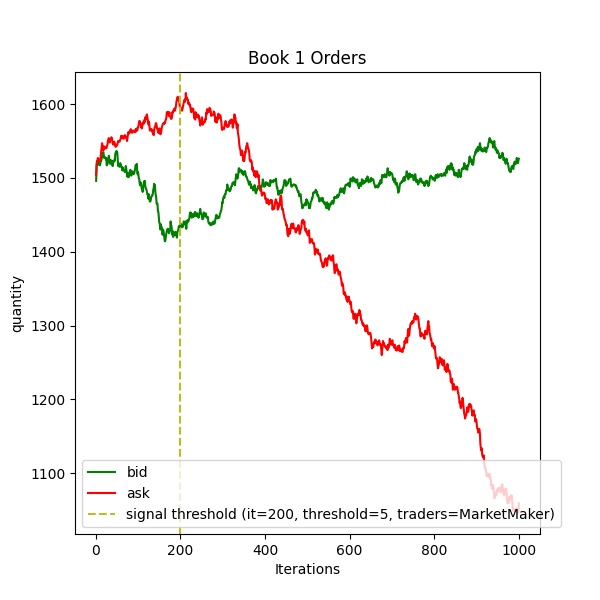 Book 1 Orders
1600
1500
1400
1300
1200
1100
quantity
bid
ask
signal threshold (it=200, threshold=5, traders=MarketMaker)
0 200 400 600 800 1000
Iterations